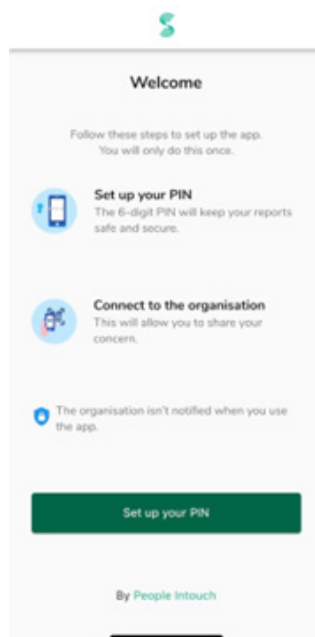 Welcome
Follow these steps to set up the app.
You will only do this once.
Set up your PIN
The 6-digit PIN will keep your reports
safe and secure.
Connect to the organisation
This will allow you to share your
concern.
The organisation isn't notified when you use
the app.
Set up your PIN
By People Intouch